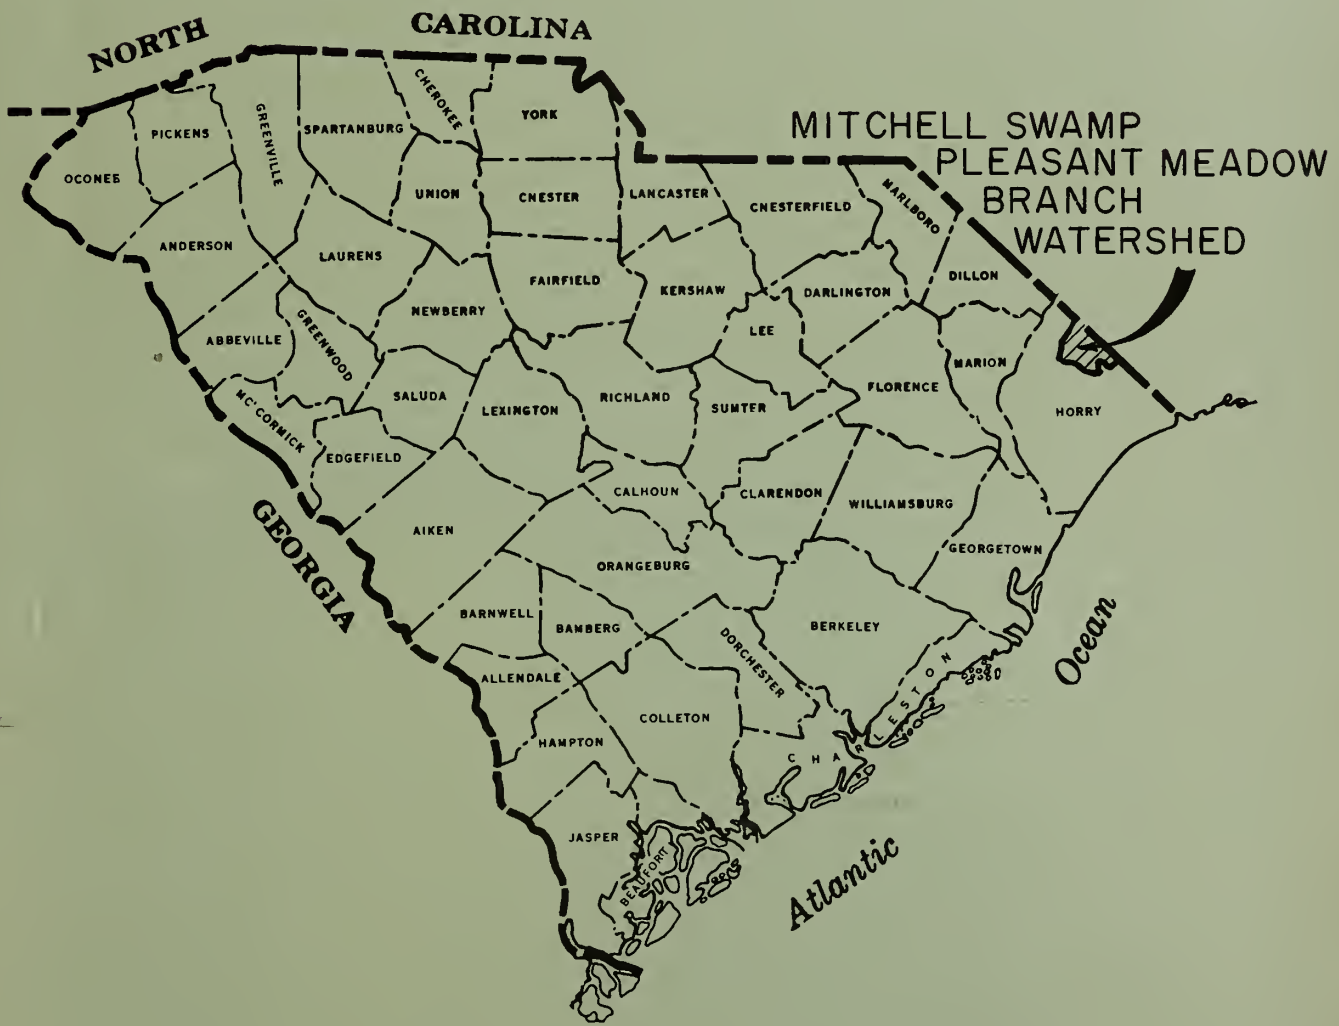 NORTH CAROLINA
MITCHELL SWAMP
PLEASANT MEADOW
BRANCH
WATERSHED
OCONEE
PICKENS
GREENVILLE
SPARTANBURG
CHEROKEE
YORK
UNION
CNESTER
LANCASTER
CNESTERFIELD
MARLBORO
DILLON
ANDERSON
LAURENS
NEWBERRY
FAIRFIELD
KERSHAW
DARLINGTON
LEE
MARION
ABBEVILLE
GREENWOOD
SALUDA
LEXINGTON
RICHLAND
SUMTER
FLORENCE
HORRY
MC'CORMICK
EDGEFIELD
AIKEN
CALHOUN
CLARENDON
WILLIAMSBURG
GEORGETOWN
GEORGIA
ORANGEBURG
BARNWELL
BAMBERG
DORCHESTER
BERKELEY
ALLENDALE
COLLETON
CHARLESTON
HAMPTON
JASPER
BEAUFORT
Atlantic Ocean